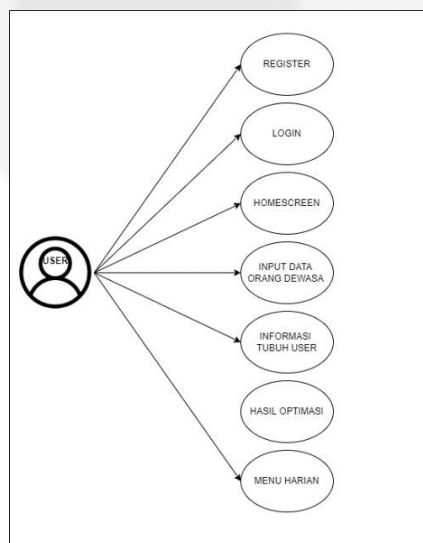 REGISTER
LOGIN
HOMESCREEN
USER
INPUT DATA
ORANG DEWASA
INFORMASI
TUBUH USER
HASIL OPTIMASI
MENU HARIAN